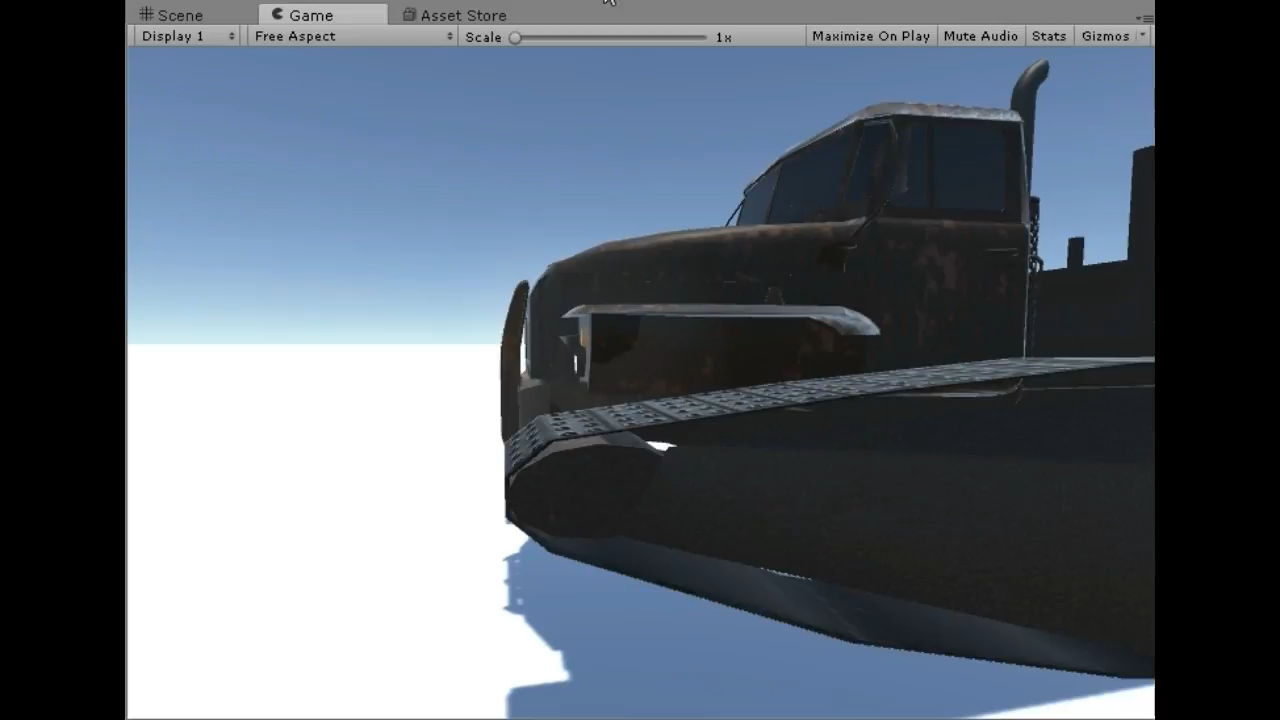 Scene Game Asset Store
Display 1 Free Aspect Scale 1x Maximize On Play Mute Audio Stats Gizmos